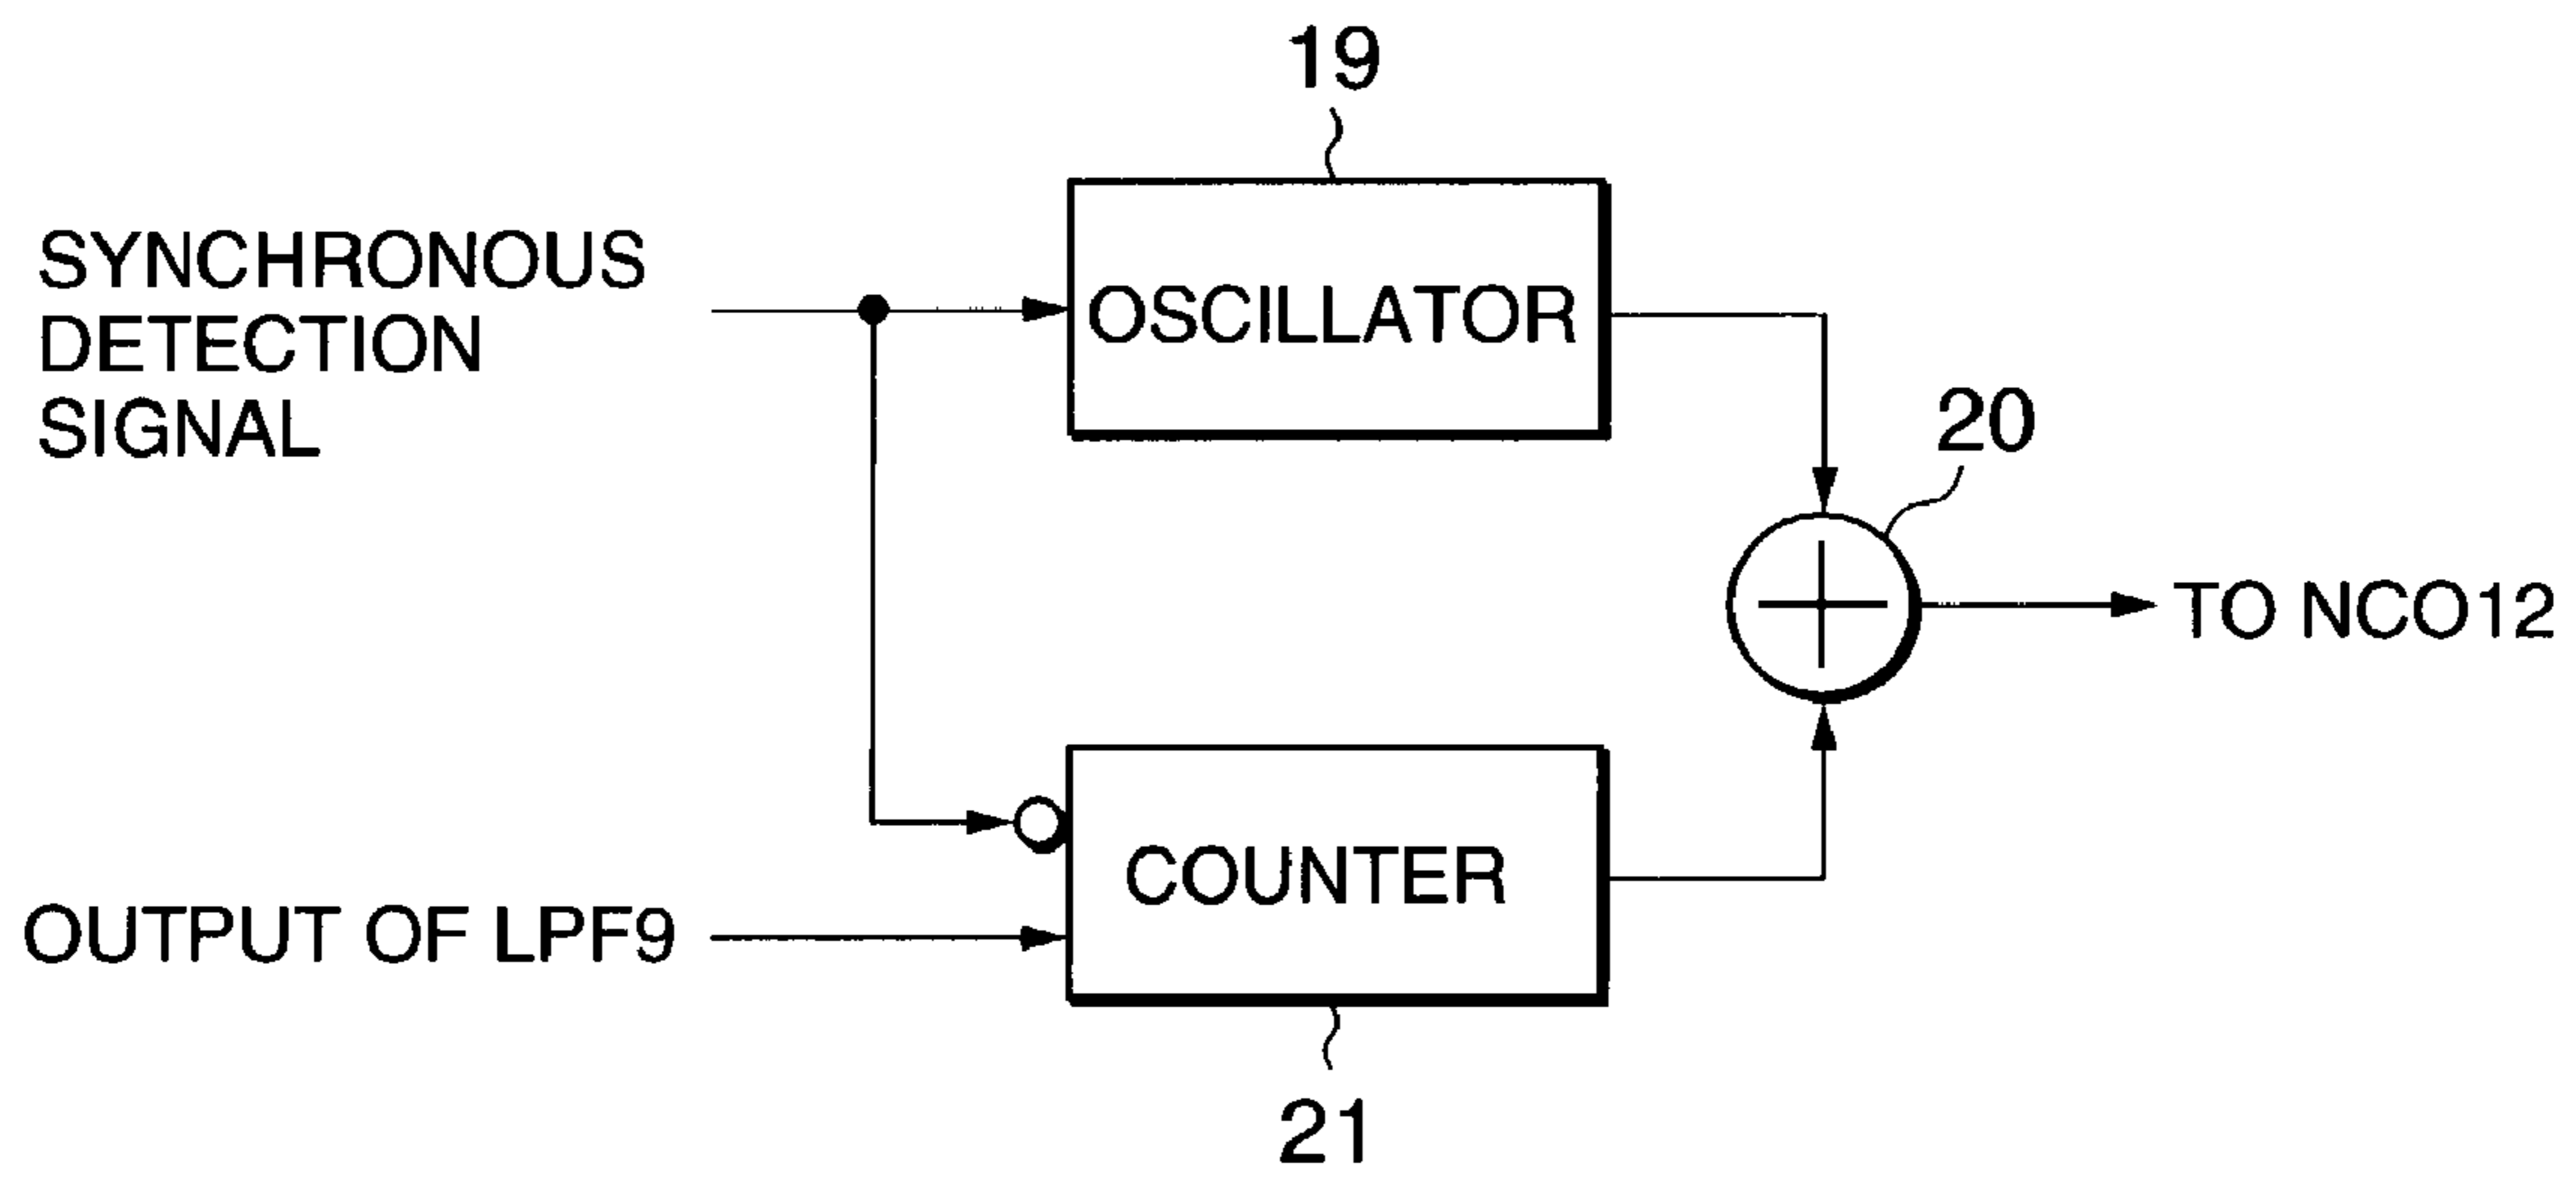 19
SYNCHRONOUS
DETECTION
SIGNAL
OSCILLATOR
20
TO NCO12
COUNTER
OUTPUT OF LPF9
21